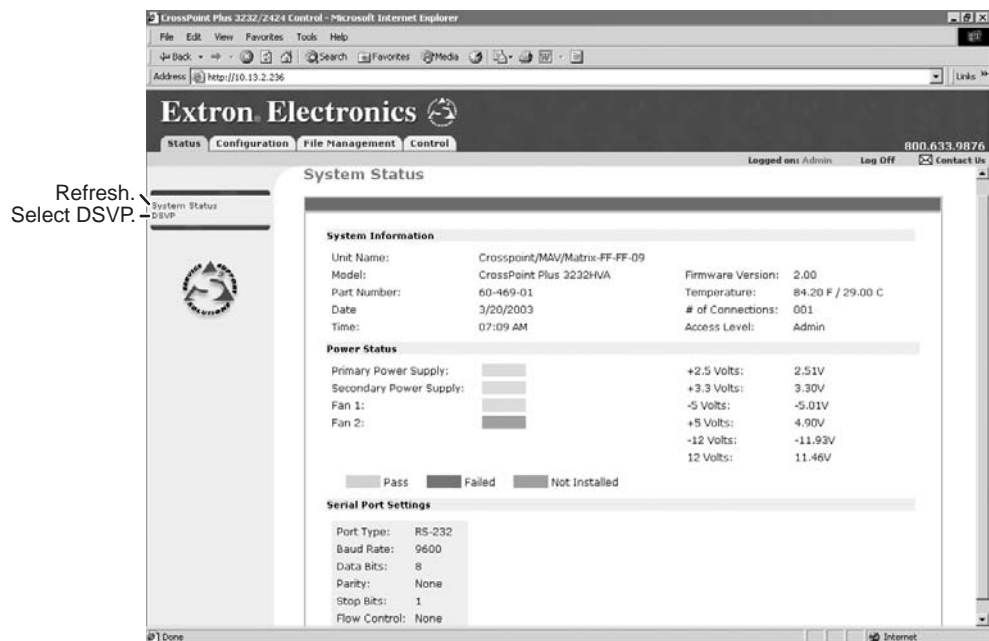 CrossPoint Plus 3232/2424 Control - Microsoft Internet Explorer
File Edit View Favorites Tools Help
Back Search Favorites Media
Address http://10.13.2.236 Links »
Extron Electronics
Status Configuration File Management Control 800.633.9876
Logged on: Admin Log Off Contact Us
System Status
Refresh.
Select DSVP.
System Status
DSVP
SERVICE SUPPORT SOLUTIONS
System Information
Unit Name: Crosspoint/MAV/Matrix-FF-FF-09
Model: CrossPoint Plus 3232HVA Firmware Version: 2.00
Part Number: 60-469-01 Temperature: 84.20 F / 29.00 C
Date 3/20/2003 # of Connections: 001
Time: 07:09 AM Access Level: Admin
Power Status
Primary Power Supply: +2.5 Volts: 2.51V
Secondary Power Supply: +3.3 Volts: 3.30V
Fan 1: -5 Volts: -5.01V
Fan 2: +5 Volts: 4.90V
-12 Volts: -11.93V
12 Volts: 11.46V
Pass Failed Not Installed
Serial Port Settings
Port Type: RS-232
Baud Rate: 9600
Data Bits: 8
Parity: None
Stop Bits: 1
Flow Control: None
Done Internet